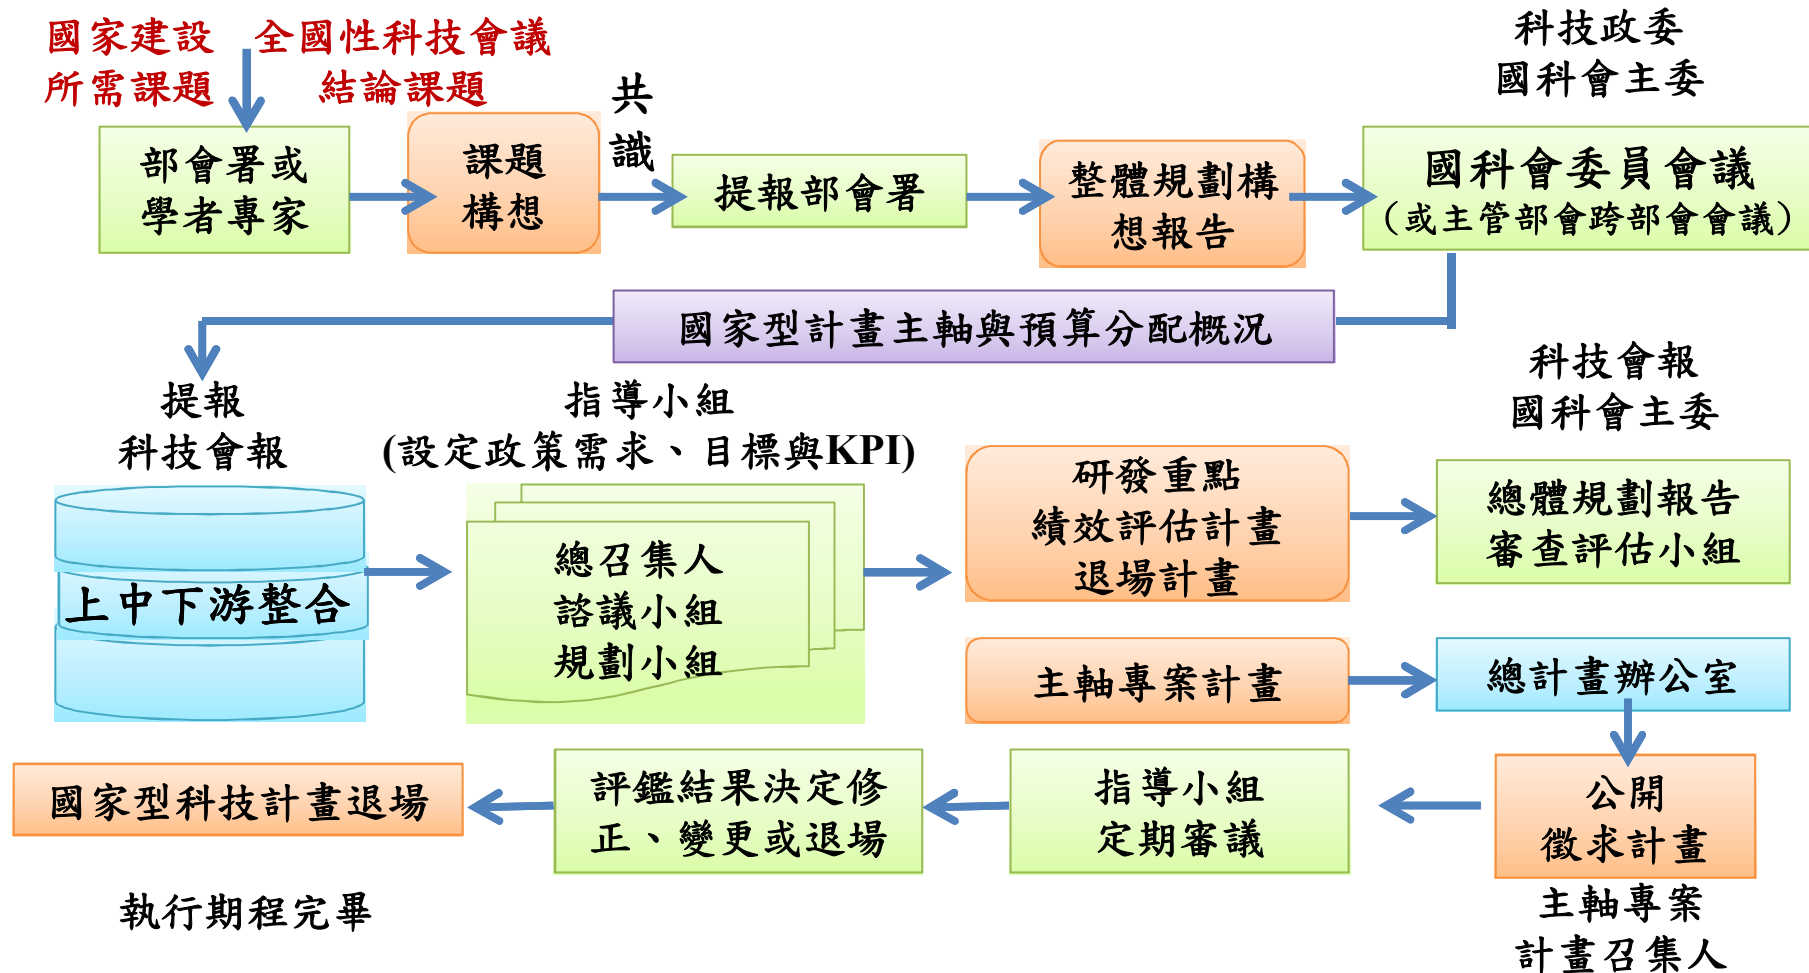 國家建設
所需課題
全國性科技會議
結論課題
部會署或
學者專家
課題
構想
共
識
提報部會署
整體規劃構
想報告
科技政委
國科會主委
國科會委員會議
（或主管部會跨部會會議）
國家型計畫主軸與預算分配概況
提報
科技會報
上中下游整合
指導小組
(設定政策需求、目標與KPI)
總召集人
諮議小組
規劃小組
研發重點
績效評估計畫
退場計畫
科技會報
國科會主委
總體規劃報告
審查評估小組
主軸專案計畫
總計畫辦公室
公開
徵求計畫
主軸專案
計畫召集人
指導小組
定期審議
評鑑結果決定修
正、變更或退場
國家型科技計畫退場
執行期程完畢